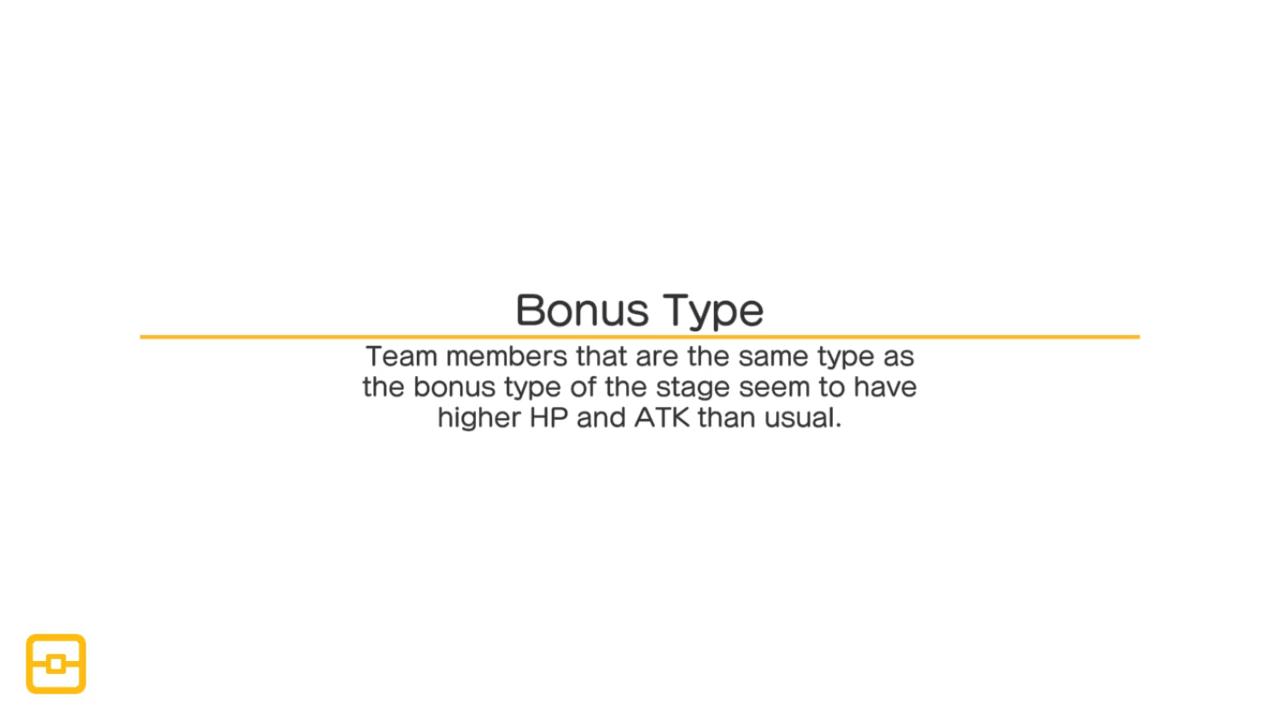 Bonus Type
Team members that are the same type as
the bonus type of the stage seem to have
higher HP and ATK than usual.